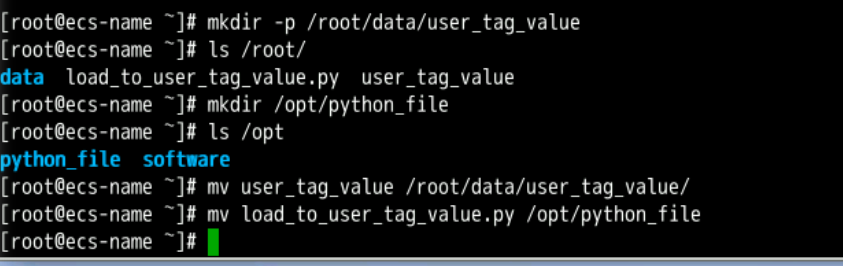 [root@ecs-name ~]# mkdir -p /root/data/user_tag_value
[root@ecs-name ~]# ls /root/
data  load_to_user_tag_value.py  user_tag_value
[root@ecs-name ~]# mkdir /opt/python_file
[root@ecs-name ~]# ls /opt
python_file  software
[root@ecs-name ~]# mv user_tag_value /root/data/user_tag_value/
[root@ecs-name ~]# mv load_to_user_tag_value.py /opt/python_file
[root@ecs-name ~]#